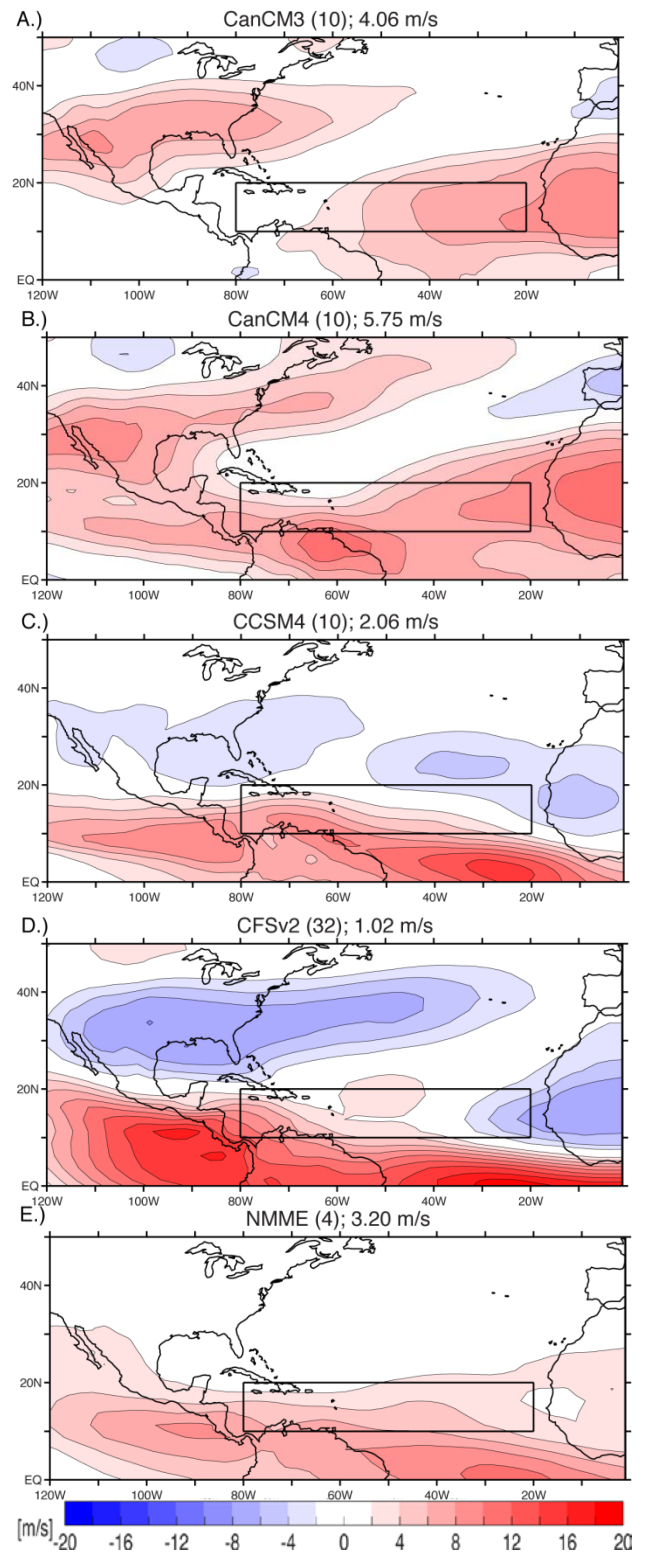 A.) CanCM3 (10); 4.06 m/s
40N
20N
EQ
120W 100W 80W 60W 40W 20W
B.) CanCM4 (10); 5.75 m/s
40N
20N
EQ
120W 100W 80W 60W 40W 20W
C.) CCSM4 (10); 2.06 m/s
40N
20N
EQ
120W 100W 80W 60W 40W 20W
D.) CFSv2 (32); 1.02 m/s
40N
20N
EQ
120W 100W 80W 60W 40W 20W
E.) NMME (4); 3.20 m/s
40N
20N
EQ
120W 100W 80W 60W 40W 20W
[m/s] -20 -16 -12 -8 -4 0 4 8 12 16 20